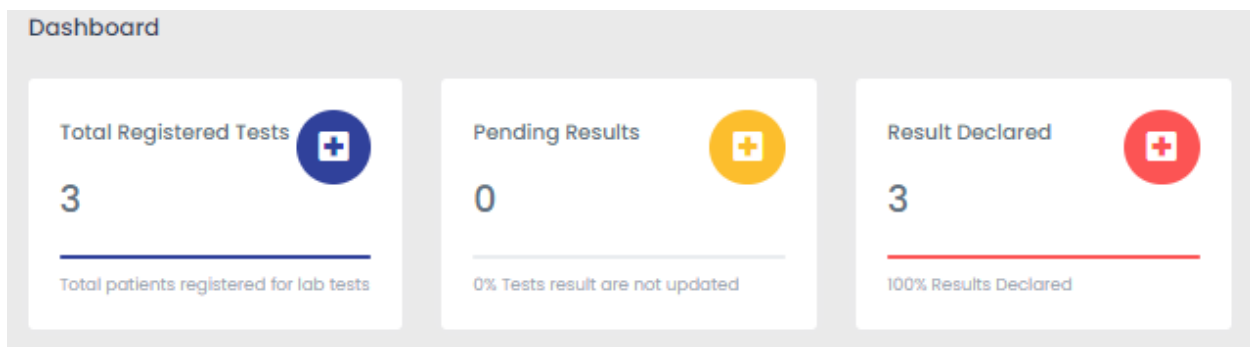 Dashboard
Total Registered Tests
3
Total patients registered for lab tests
Pending Results
0
0% Tests result are not updated
Result Declared
3
100% Results Declared